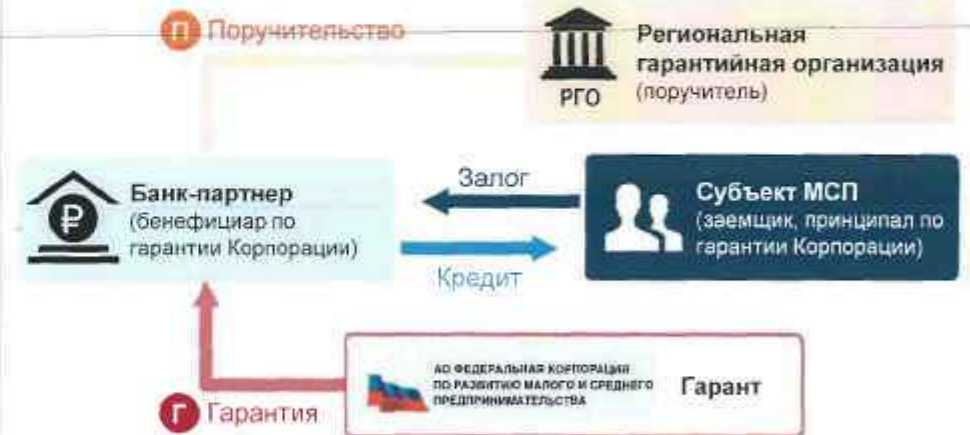 П Поручительство
Региональная
гарантийная организация
(поручитель)
РГО
Банк-партнер
(бенефициар по
гарантии Корпорации)
₽
Залог
Кредит
Субъект МСП
(заемщик, принципал по
гарантии Корпорации)
АО ФЕДЕРАЛЬНАЯ КОРПОРАЦИЯ
ПО РАЗВИТИЮ МАЛОГО И СРЕДНЕГО
ПРЕДПРИНИМАТЕЛЬСТВА
Гарант
Г Гарантия